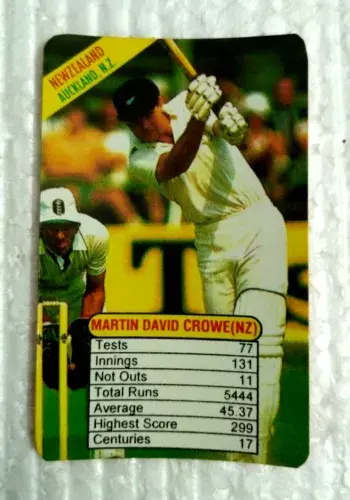 NEWZEALAND
AUCKLAND, N.Z.
MARTIN DAVID CROWE(NZ)
Tests 77
Innings 131
Not Outs 11
Total Runs 5444
Average 45.37
Highest Score 299
Centuries 17